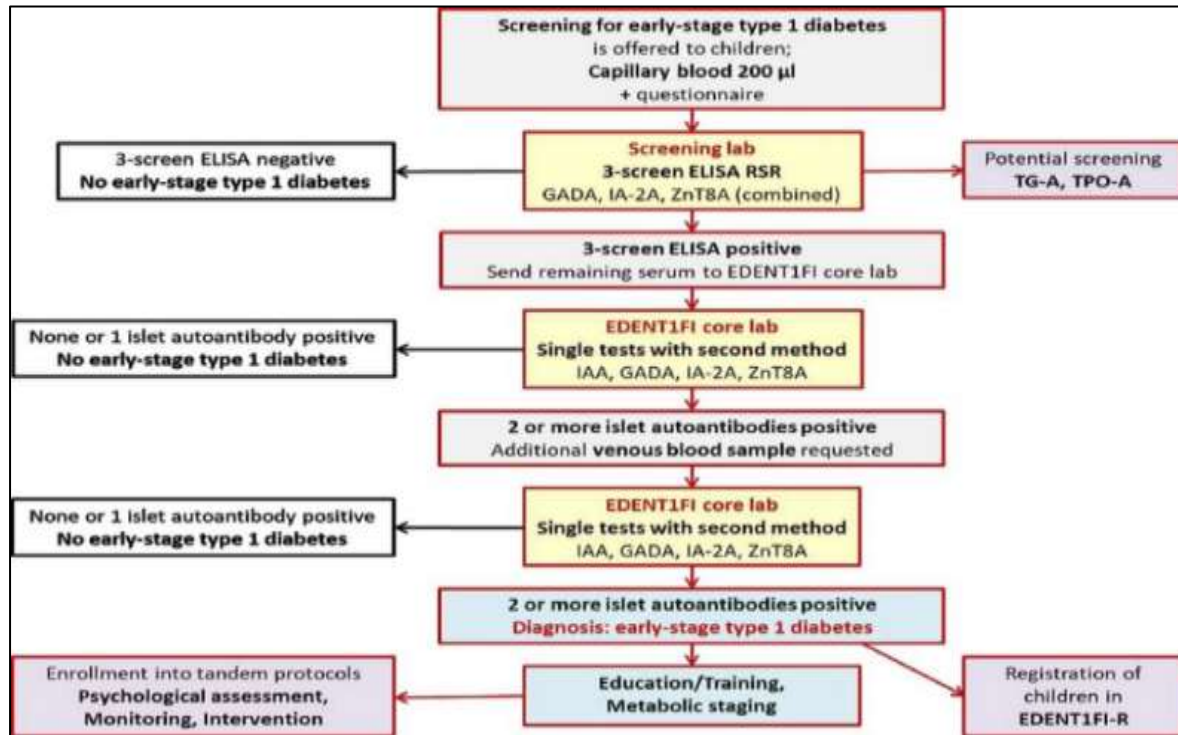 Screening for early-stage type 1 diabetes
is offered to children;
Capillary blood 200 µl
+ questionnaire
3-screen ELISA negative
No early-stage type 1 diabetes
Screening lab
3-screen ELISA RSR
GADA, IA-2A, ZnT8A (combined)
Potential screening
TG-A, TPO-A
3-screen ELISA positive
Send remaining serum to EDENT1FI core lab
None or 1 islet autoantibody positive
No early-stage type 1 diabetes
EDENT1FI core lab
Single tests with second method
IAA, GADA, IA-2A, ZnT8A
2 or more islet autoantibodies positive
Additional venous blood sample requested
None or 1 islet autoantibody positive
No early-stage type 1 diabetes
EDENT1FI core lab
Single tests with second method
IAA, GADA, IA-2A, ZnT8A
2 or more islet autoantibodies positive
Diagnosis: early-stage type 1 diabetes
Enrollment into tandem protocols
Psychological assessment,
Monitoring, Intervention
Education/Training,
Metabolic staging
Registration of
children in
EDENT1FI-R